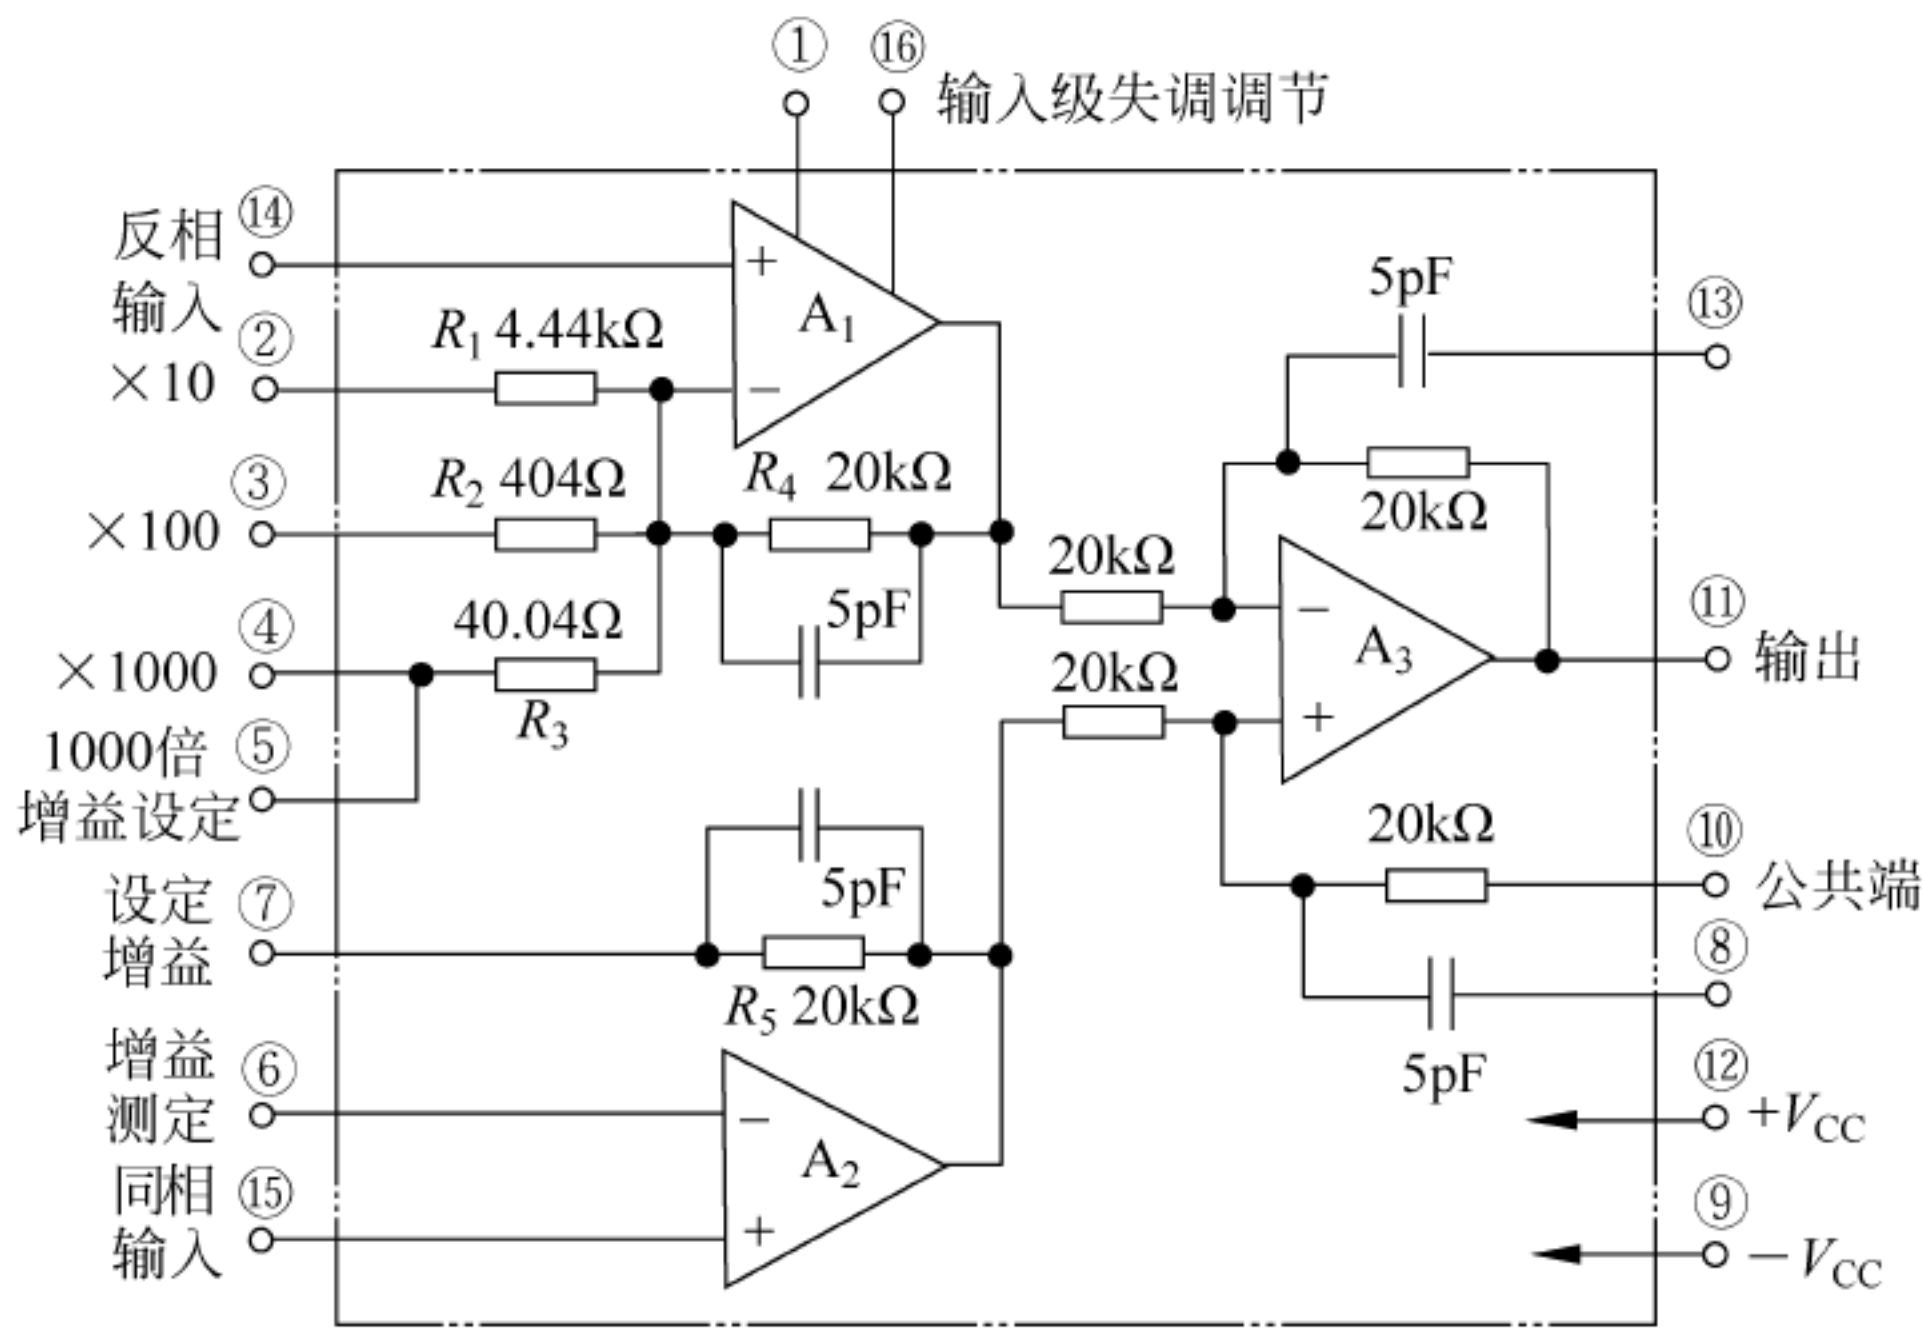 ① ⑯
输入级失调调节
反相 ⑭
输入
+
A1
−
② R1 4.44kΩ
×10
③ R2 404Ω
×100
R4 20kΩ
5pF
④ 40.04Ω
×1000
R3
1000倍 ⑤
增益设定
5pF
设定 ⑦
增益
R5 20kΩ
增益 ⑥
测定
−
A2
+
同相 ⑮
输入
5pF
⑬
20kΩ
20kΩ
−
A3
+
20kΩ
⑪
输出
20kΩ
⑩
公共端
⑧
5pF
⑫
+VCC
⑨
−VCC